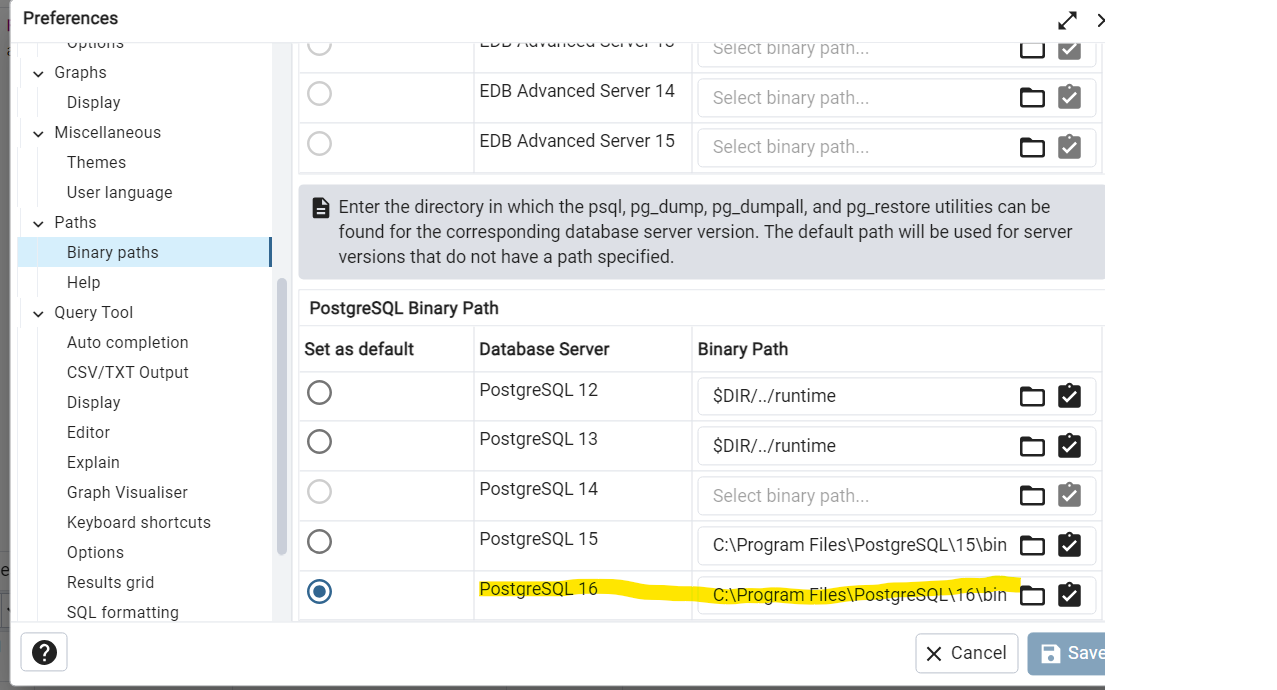 Preferences
Options
Graphs
Display
Miscellaneous
Themes
User language
Paths
Binary paths
Help
Query Tool
Auto completion
CSV/TXT Output
Display
Editor
Explain
Graph Visualiser
Keyboard shortcuts
Options
Results grid
SQL formatting
EDB Advanced Server 13 Select binary path...
EDB Advanced Server 14 Select binary path...
EDB Advanced Server 15 Select binary path...
Enter the directory in which the psql, pg_dump, pg_dumpall, and pg_restore utilities can be
found for the corresponding database server version. The default path will be used for server
versions that do not have a path specified.
PostgreSQL Binary Path
Set as default Database Server Binary Path
PostgreSQL 12 $DIR/../runtime
PostgreSQL 13 $DIR/../runtime
PostgreSQL 14 Select binary path...
PostgreSQL 15 C:\Program Files\PostgreSQL\15\bin
PostgreSQL 16 C:\Program Files\PostgreSQL\16\bin
Cancel Save